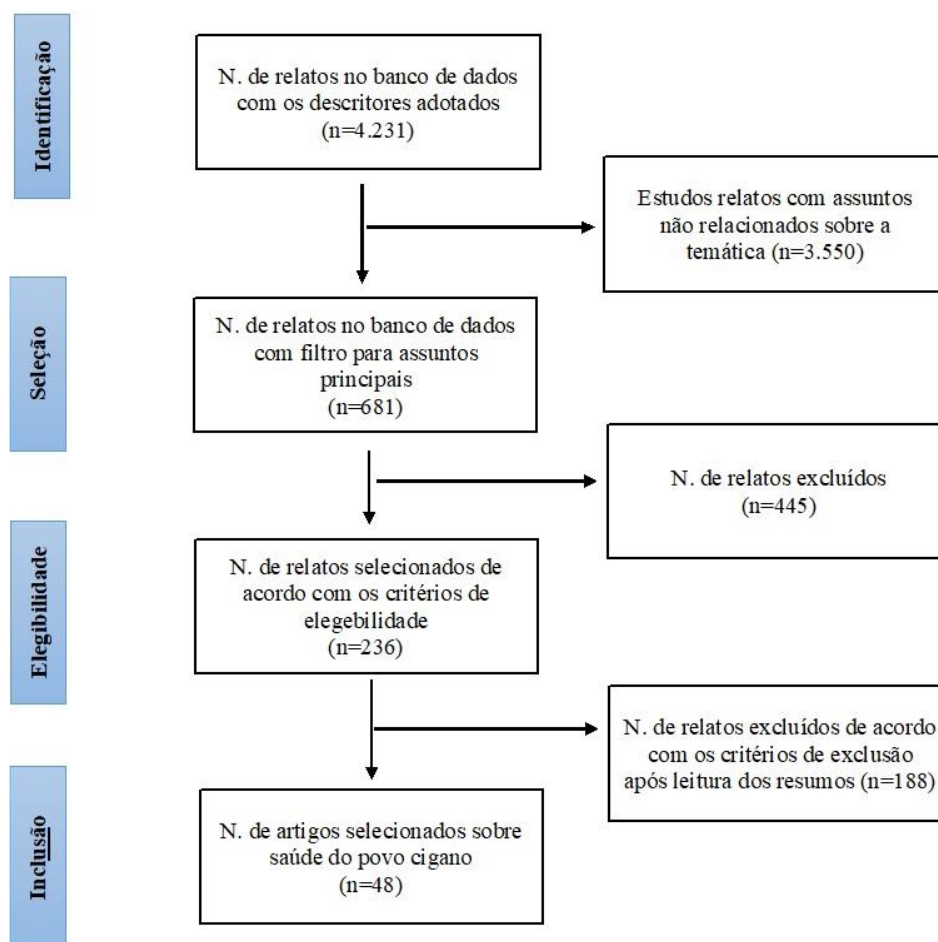 Identificação
N. de relatos no banco de dados
com os descritores adotados
(n=4.231)
Estudos relatos com assuntos
não relacionados sobre a
temática (n=3.550)
Seleção
N. de relatos no banco de dados
com filtro para assuntos
principais
(n=681)
N. de relatos excluídos
(n=445)
Elegibilidade
N. de relatos selecionados de
acordo com os critérios de
elegebilidade
(n=236)
N. de relatos excluídos de acordo
com os critérios de exclusão
após leitura dos resumos (n=188)
Inclusão
N. de artigos selecionados sobre
saúde do povo cigano
(n=48)